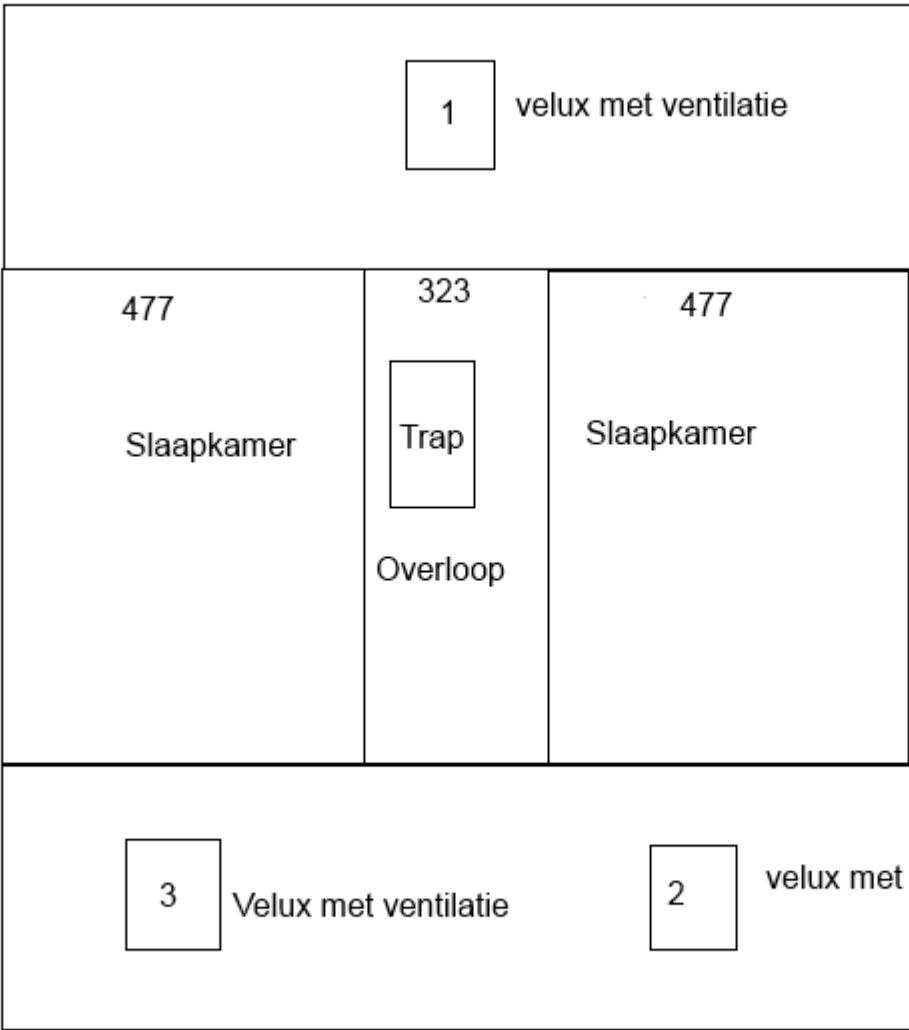 1
velux met ventilatie
477
323
477
Slaapkamer
Trap
Slaapkamer
Overloop
3
Velux met ventilatie
2
velux met